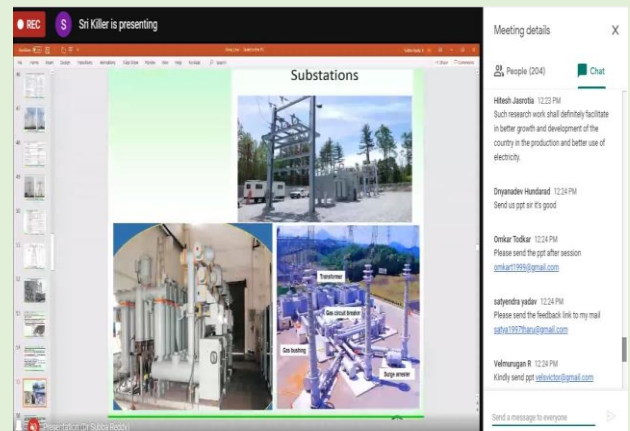 REC
S
Sri Killer is presenting
Substations
Transformer
Gas circuit breaker
Gas bushing
Surge arrester
Presentation (Dr Subba Reddy)
Meeting details
X
People (204)
Chat
Hitesh Jasrotia 12:23 PM
Such research work shall definitely facilitate
in better growth and development of the
country in the production and better use of
electricity.
Dnyanadev Hundarad 12:24 PM
Send us ppt sir it's good
Omkar Todkar 12:24 PM
Please send the ppt after session
omkart1999@gmail.com
satyendra yadav 12:24 PM
Please send the feedback link to my mail
satya1997tharu@gmail.com
Velmurugan R 12:24 PM
Kindly send ppt velsvictor@gmail.com
Send a message to everyone